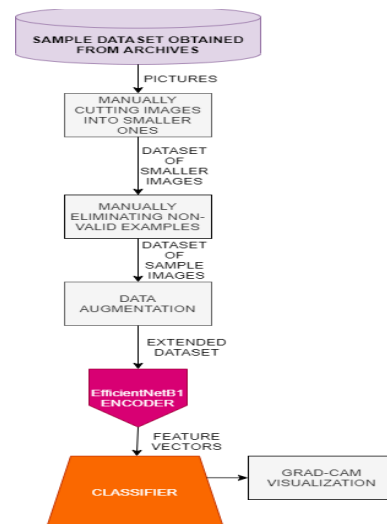 SAMPLE DATASET OBTAINED
FROM ARCHIVES
PICTURES
MANUALLY
CUTTING IMAGES
INTO SMALLER
ONES
DATASET
OF
SMALLER
IMAGES
MANUALLY
ELIMINATING NON-
VALID EXAMPLES
DATASET
OF
SAMPLE
IMAGES
DATA
AUGMENTATION
EXTENDED
DATASET
EfficientNetB1
ENCODER
FEATURE
VECTORS
CLASSIFIER
GRAD-CAM
VISUALIZATION